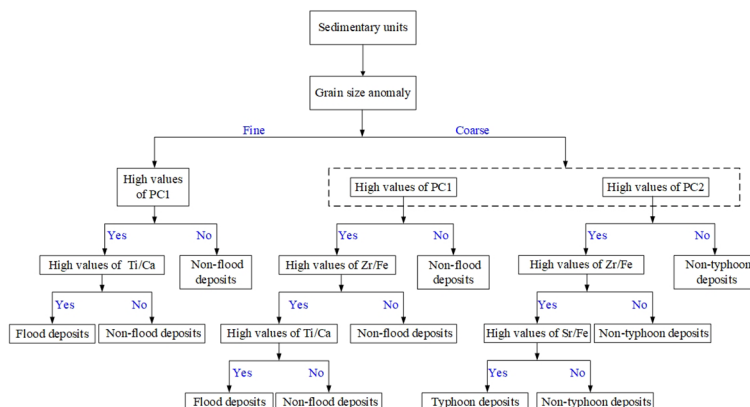 Sedimentary units
Grain size anomaly
Fine
Coarse
High values
of PC1
High values of PC1
High values of PC2
Yes
No
Yes
No
Yes
No
High values of Ti/Ca
Non-flood
deposits
High values of Zr/Fe
Non-flood
deposits
High values of Zr/Fe
Non-typhoon
deposits
Yes
No
Yes
No
Yes
No
Flood deposits
Non-flood deposits
High values of Ti/Ca
Non-flood deposits
High values of Sr/Fe
Non-typhoon deposits
Yes
No
Yes
No
Flood deposits
Non-flood deposits
Typhoon deposits
Non-typhoon deposits